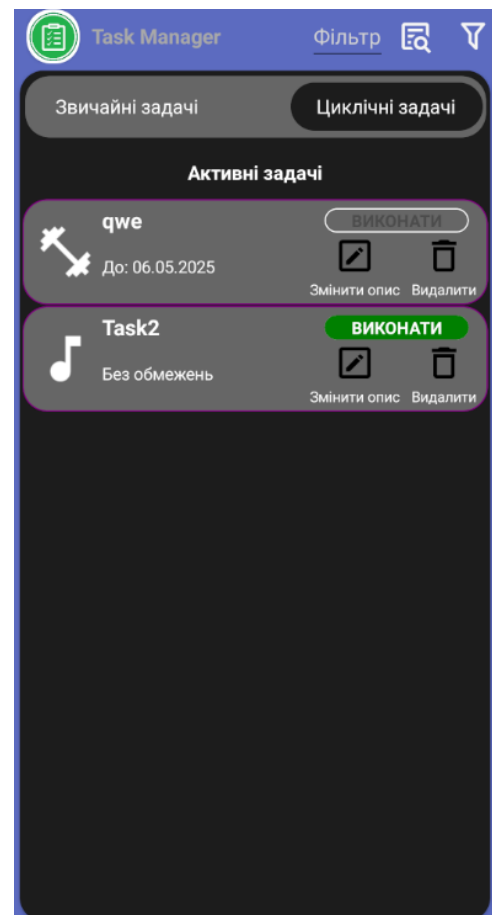 Task Manager Фільтр
Звичайні задачі Циклічні задачі
Активні задачі
qwe ВИКОНАТИ
До: 06.05.2025
Змінити опис Видалити
Task2 ВИКОНАТИ
Без обмежень
Змінити опис Видалити